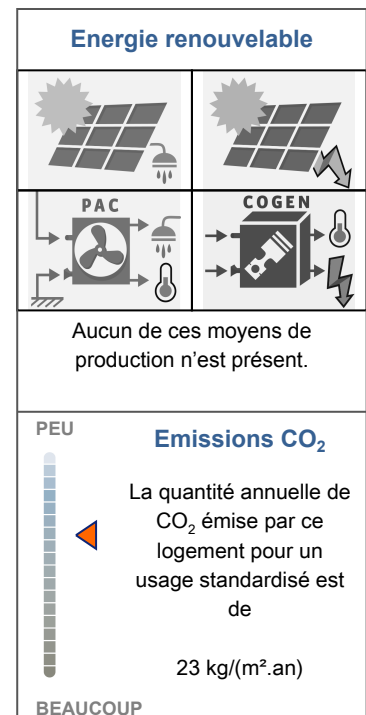 Energie renouvelable
PAC
COGEN
Aucun de ces moyens de
production n'est présent.
PEU
Emissions CO₂
La quantité annuelle de
CO₂ émise par ce
logement pour un
usage standardisé est
de
23 kg/(m².an)
BEAUCOUP